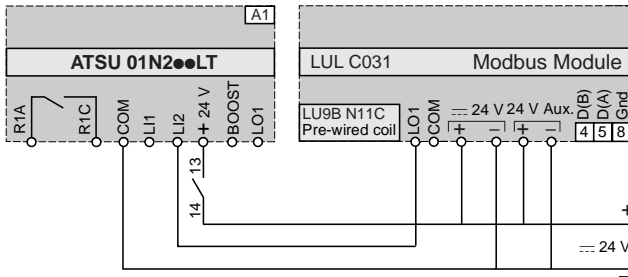 A1
ATSU 01N2●●LT
LUL C031
Modbus Module
R1A
R1C
COM
LI1
LI2
+ 24 V
BOOST
LO1
LU9B N11C
Pre-wired coil
LO1
COM
⎓ 24 V
24 V Aux.
+ −
+ −
D(B)
D(A)
Gnd
4 5 8
13
14
+
⎓ 24 V
−